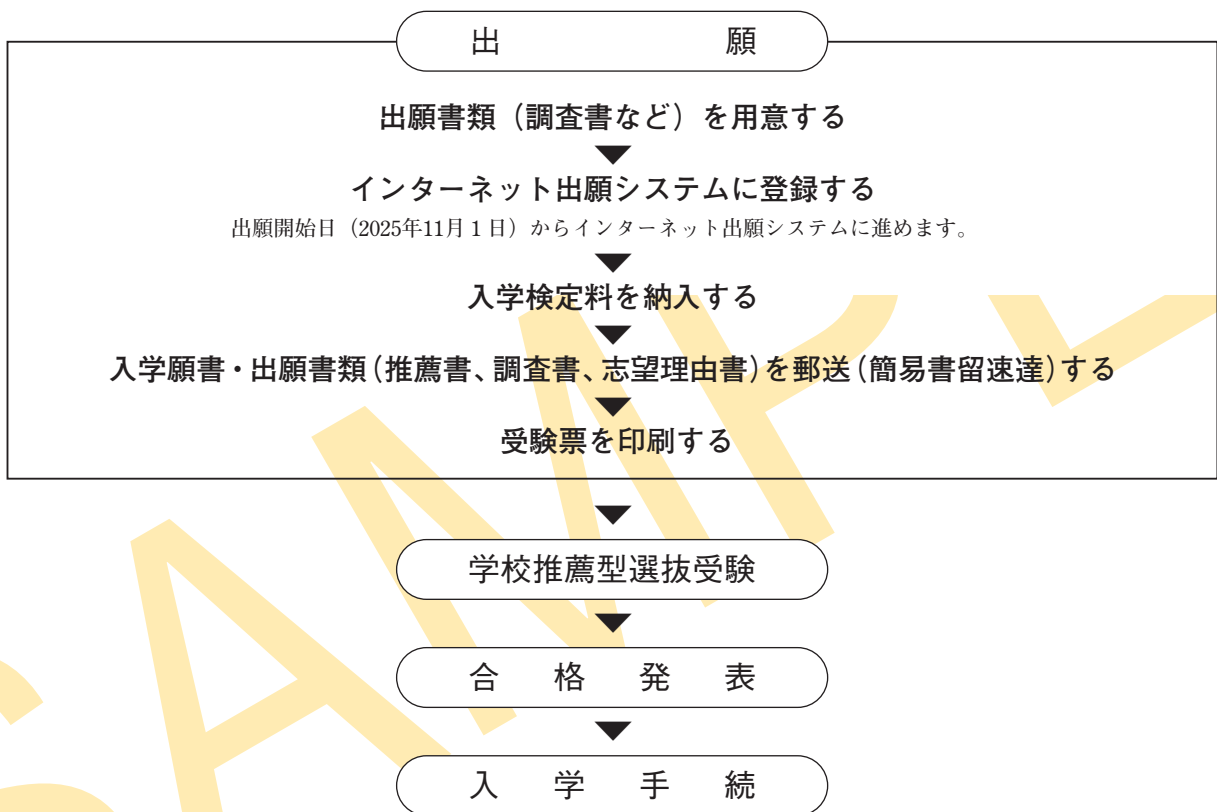 出願
出願書類（調査書など）を用意する
インターネット出願システムに登録する
出願開始日（2025年11月１日）からインターネット出願システムに進めます。
入学検定料を納入する
入学願書・出願書類（推薦書、調査書、志望理由書）を郵送（簡易書留速達）する
受験票を印刷する
学校推薦型選抜受験
合格発表
入学手続
SAMPLE